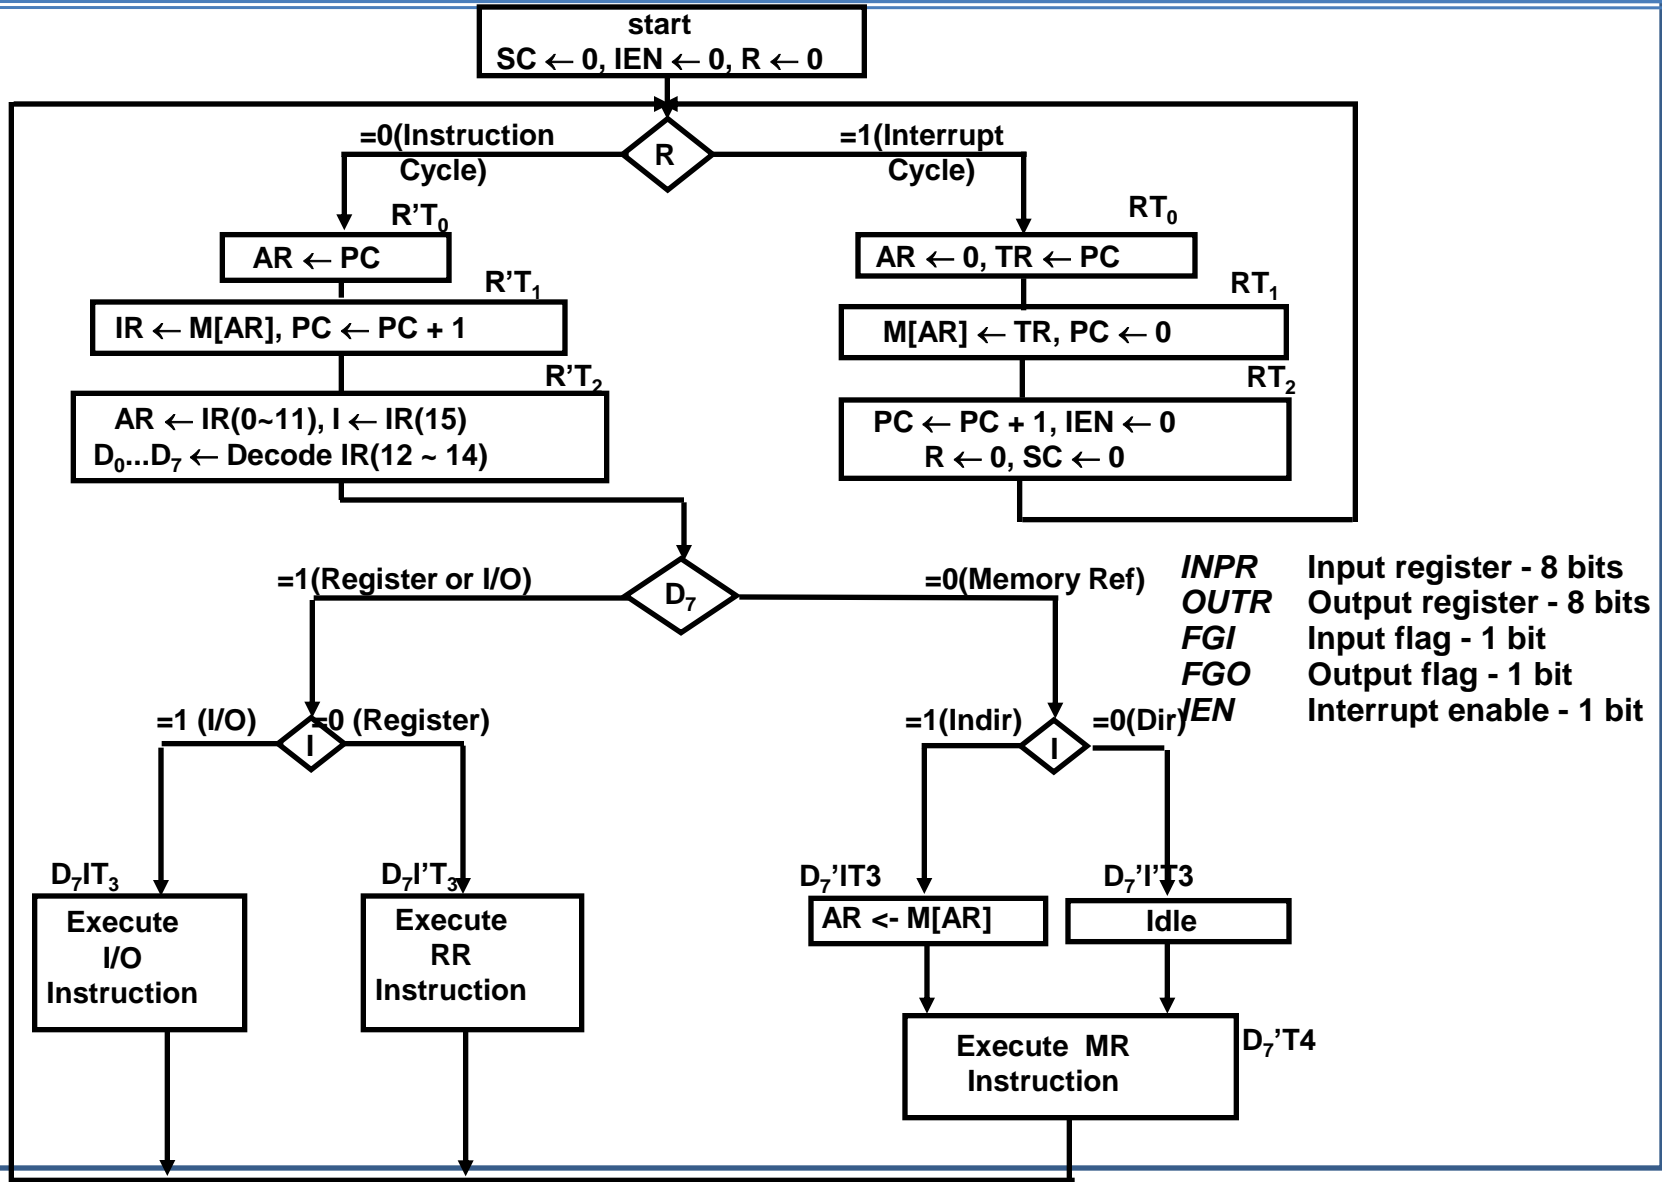 start
SC ← 0, IEN ← 0, R ← 0
=0(Instruction
Cycle)
R
=1(Interrupt
Cycle)
R’T₀
AR ← PC
R’T₁
IR ← M[AR], PC ← PC + 1
R’T₂
AR ← IR(0~11), I ← IR(15)
D₀...D₇ ← Decode IR(12 ~ 14)
RT₀
AR ← 0, TR ← PC
RT₁
M[AR] ← TR, PC ← 0
RT₂
PC ← PC + 1, IEN ← 0
R ← 0, SC ← 0
=1(Register or I/O)
D₇
=0(Memory Ref)
INPR Input register - 8 bits
OUTR Output register - 8 bits
FGI Input flag - 1 bit
FGO Output flag - 1 bit
IEN Interrupt enable - 1 bit
=1 (I/O)
I
=0 (Register)
=1(Indir)
I
=0(Dir)
D₇IT₃
Execute
I/O
Instruction
D₇I'T₃
Execute
RR
Instruction
D₇'IT3
AR <- M[AR]
D₇'I'T3
Idle
Execute MR
Instruction
D₇’T4